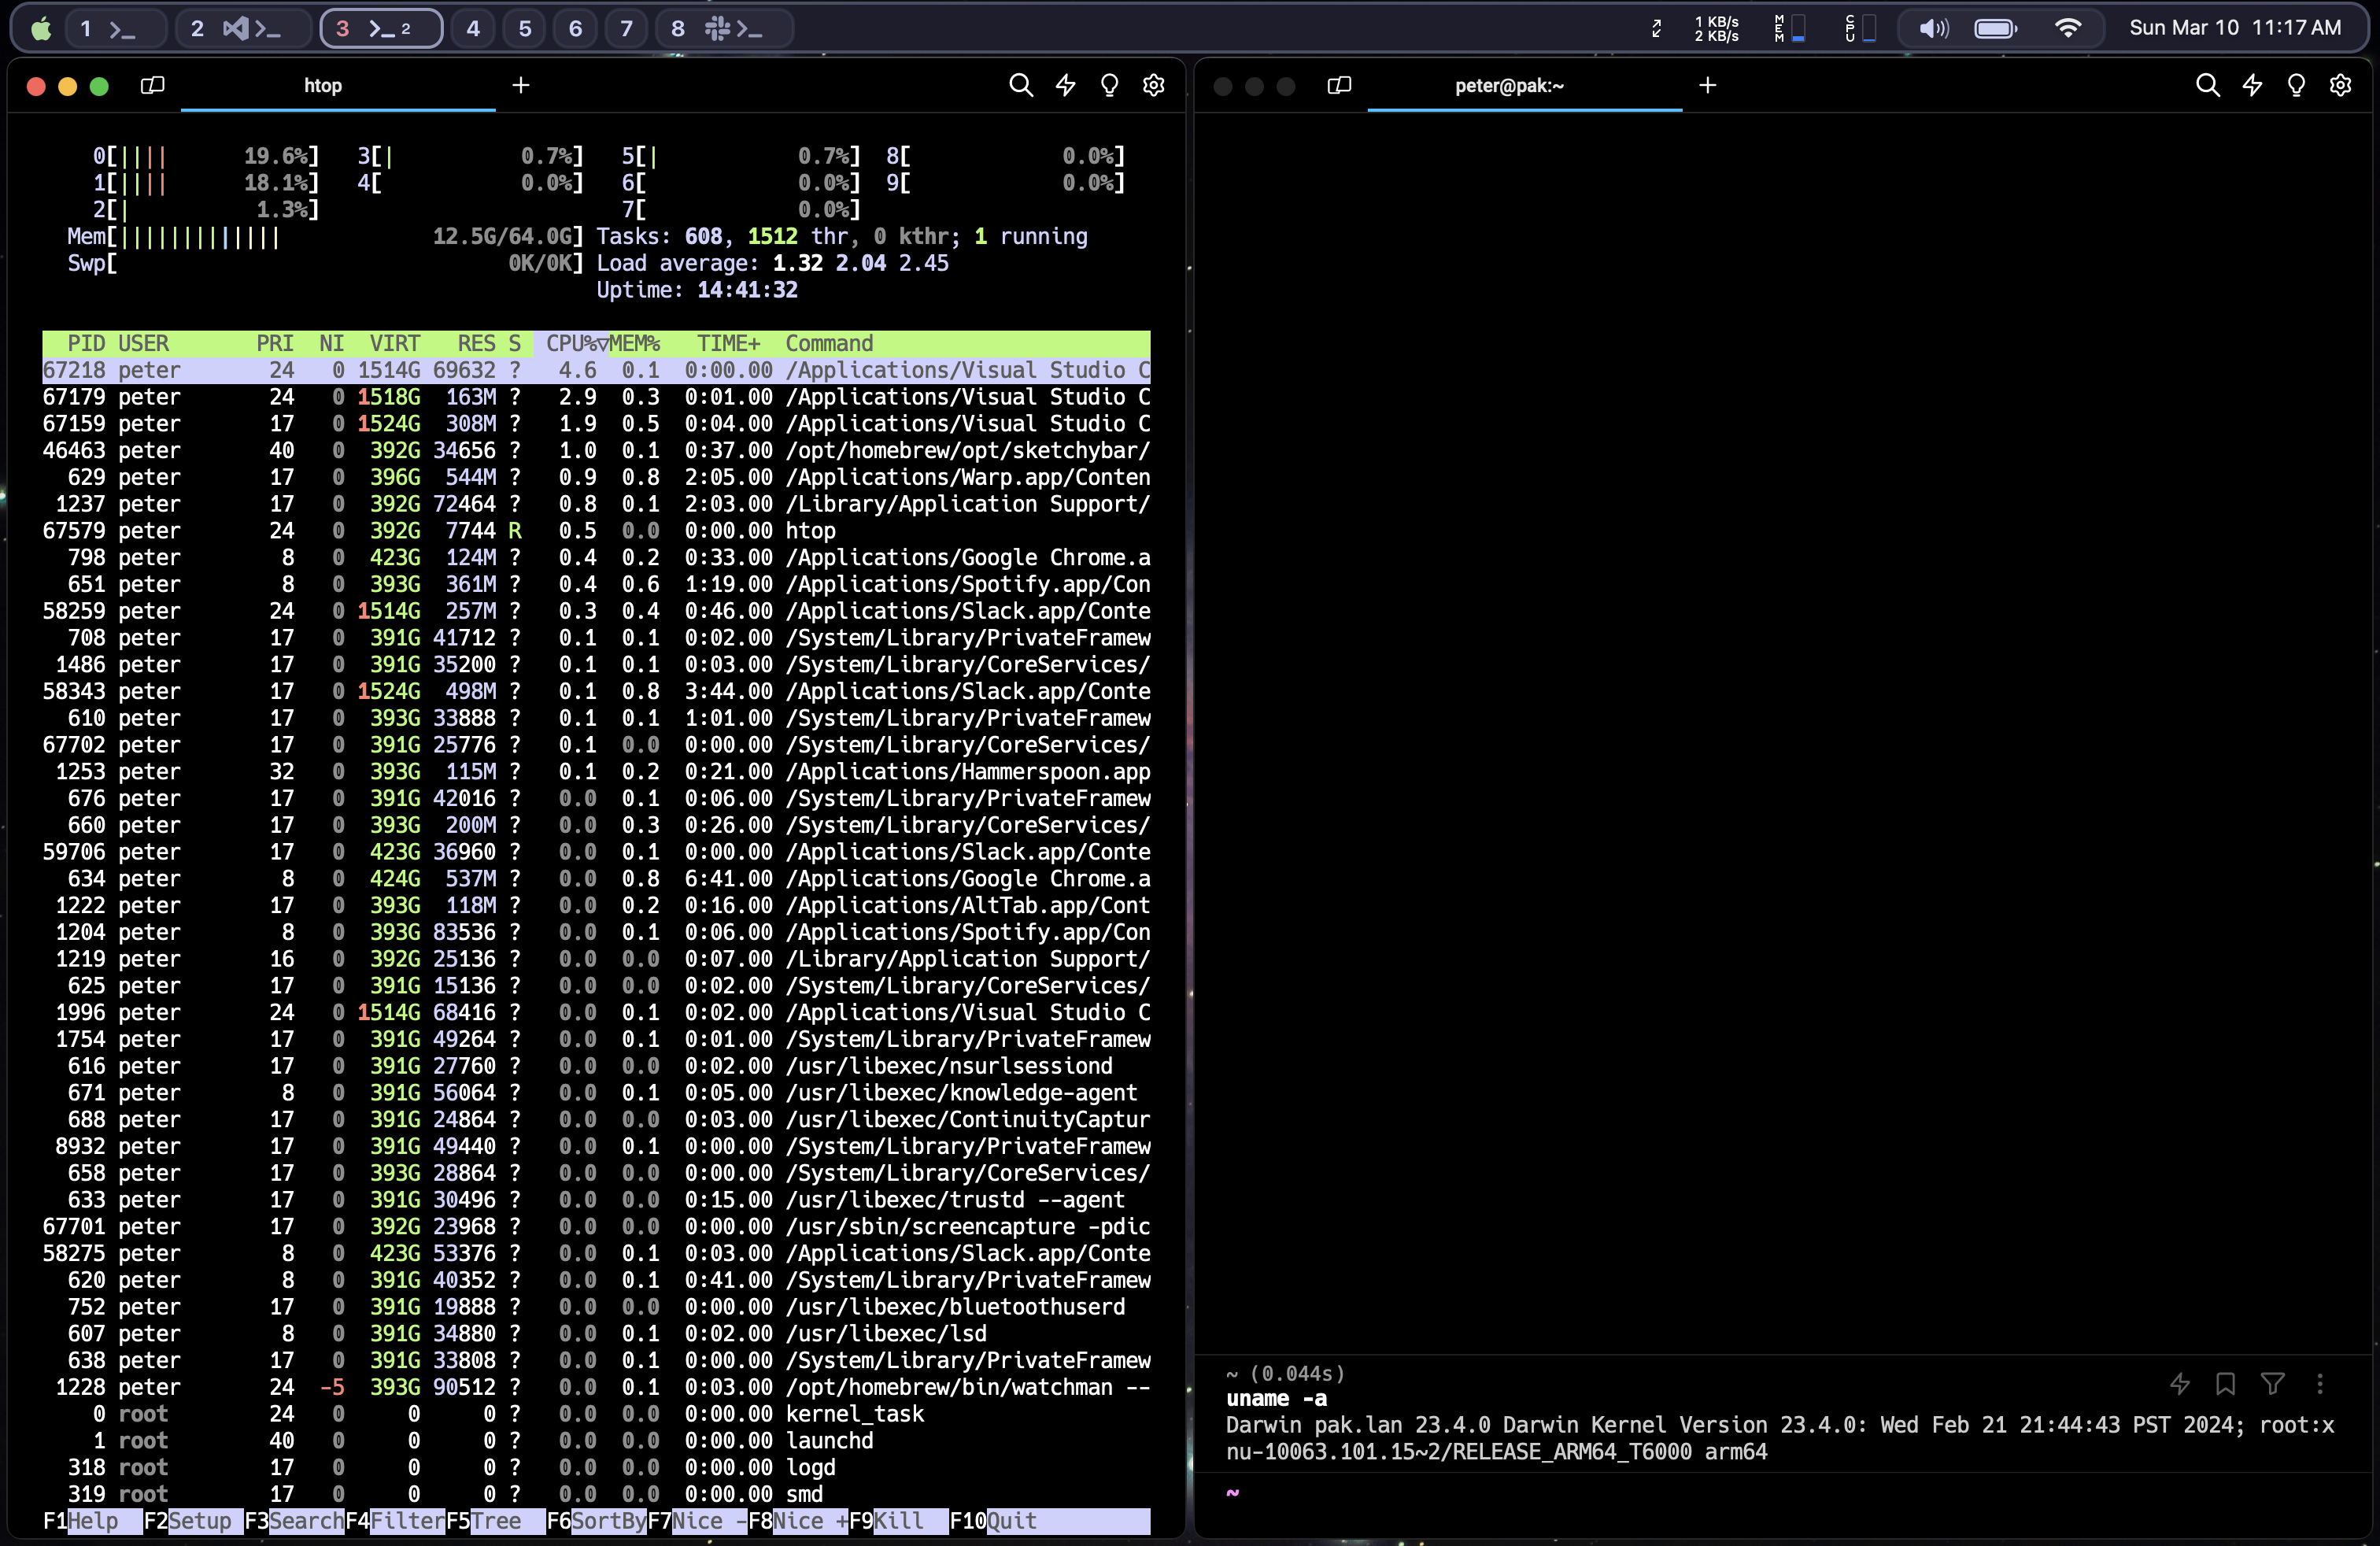 1 >_ 2 >_ 3 >_ 2 4 5 6 7 8 >_ 1 KB/s 2 KB/s MEM CPU Sun Mar 10 11:17 AM
htop +
0[|||| 19.6%] 3[| 0.7%] 5[| 0.7%] 8[ 0.0%]
1[|||| 18.1%] 4[ 0.0%] 6[ 0.0%] 9[ 0.0%]
2[| 1.3%] 7[ 0.0%]
Mem[||||||||||||| 12.5G/64.0G] Tasks: 608, 1512 thr, 0 kthr; 1 running
Swp[ 0K/0K] Load average: 1.32 2.04 2.45
Uptime: 14:41:32
PID USER PRI NI VIRT RES S CPU%▽MEM% TIME+ Command
67218 peter 24 0 1514G 69632 ? 4.6 0.1 0:00.00 /Applications/Visual Studio C
67179 peter 24 0 1518G 163M ? 2.9 0.3 0:01.00 /Applications/Visual Studio C
67159 peter 17 0 1524G 308M ? 1.9 0.5 0:04.00 /Applications/Visual Studio C
46463 peter 40 0 392G 34656 ? 1.0 0.1 0:37.00 /opt/homebrew/opt/sketchybar/
629 peter 17 0 396G 544M ? 0.9 0.8 2:05.00 /Applications/Warp.app/Conten
1237 peter 17 0 392G 72464 ? 0.8 0.1 2:03.00 /Library/Application Support/
67579 peter 24 0 392G 7744 R 0.5 0.0 0:00.00 htop
798 peter 8 0 423G 124M ? 0.4 0.2 0:33.00 /Applications/Google Chrome.a
651 peter 8 0 393G 361M ? 0.4 0.6 1:19.00 /Applications/Spotify.app/Con
58259 peter 24 0 1514G 257M ? 0.3 0.4 0:46.00 /Applications/Slack.app/Conte
708 peter 17 0 391G 41712 ? 0.1 0.1 0:02.00 /System/Library/PrivateFramew
1486 peter 17 0 391G 35200 ? 0.1 0.1 0:03.00 /System/Library/CoreServices/
58343 peter 17 0 1524G 498M ? 0.1 0.8 3:44.00 /Applications/Slack.app/Conte
610 peter 17 0 393G 33888 ? 0.1 0.1 1:01.00 /System/Library/PrivateFramew
67702 peter 17 0 391G 25776 ? 0.1 0.0 0:00.00 /System/Library/CoreServices/
1253 peter 32 0 393G 115M ? 0.1 0.2 0:21.00 /Applications/Hammerspoon.app
676 peter 17 0 391G 42016 ? 0.0 0.1 0:06.00 /System/Library/PrivateFramew
660 peter 17 0 393G 200M ? 0.0 0.3 0:26.00 /System/Library/CoreServices/
59706 peter 17 0 423G 36960 ? 0.0 0.1 0:00.00 /Applications/Slack.app/Conte
634 peter 8 0 424G 537M ? 0.0 0.8 6:41.00 /Applications/Google Chrome.a
1222 peter 17 0 393G 118M ? 0.0 0.2 0:16.00 /Applications/AltTab.app/Cont
1204 peter 8 0 393G 83536 ? 0.0 0.1 0:06.00 /Applications/Spotify.app/Con
1219 peter 16 0 392G 25136 ? 0.0 0.0 0:07.00 /Library/Application Support/
625 peter 17 0 391G 15136 ? 0.0 0.0 0:02.00 /System/Library/CoreServices/
1996 peter 24 0 1514G 68416 ? 0.0 0.1 0:02.00 /Applications/Visual Studio C
1754 peter 17 0 391G 49264 ? 0.0 0.1 0:01.00 /System/Library/PrivateFramew
616 peter 17 0 391G 27760 ? 0.0 0.0 0:02.00 /usr/libexec/nsurlsessiond
671 peter 8 0 391G 56064 ? 0.0 0.1 0:05.00 /usr/libexec/knowledge-agent
688 peter 17 0 391G 24864 ? 0.0 0.0 0:03.00 /usr/libexec/ContinuityCaptur
8932 peter 17 0 391G 49440 ? 0.0 0.1 0:00.00 /System/Library/PrivateFramew
658 peter 17 0 393G 28864 ? 0.0 0.0 0:00.00 /System/Library/CoreServices/
633 peter 17 0 391G 30496 ? 0.0 0.0 0:15.00 /usr/libexec/trustd --agent
67701 peter 17 0 392G 23968 ? 0.0 0.0 0:00.00 /usr/sbin/screencapture -pdic
58275 peter 8 0 423G 53376 ? 0.0 0.1 0:03.00 /Applications/Slack.app/Conte
620 peter 8 0 391G 40352 ? 0.0 0.1 0:41.00 /System/Library/PrivateFramew
752 peter 17 0 391G 19888 ? 0.0 0.0 0:00.00 /usr/libexec/bluetoothuserd
607 peter 8 0 391G 34880 ? 0.0 0.1 0:02.00 /usr/libexec/lsd
638 peter 17 0 391G 33808 ? 0.0 0.1 0:00.00 /System/Library/PrivateFramew
1228 peter 24 -5 393G 90512 ? 0.0 0.1 0:03.00 /opt/homebrew/bin/watchman --
0 root 24 0 0 0 ? 0.0 0.0 0:00.00 kernel_task
1 root 40 0 0 0 ? 0.0 0.0 0:00.00 launchd
318 root 17 0 0 0 ? 0.0 0.0 0:00.00 logd
319 root 17 0 0 0 ? 0.0 0.0 0:00.00 smd
F1Help F2Setup F3SearchF4FilterF5Tree F6SortByF7Nice -F8Nice +F9Kill F10Quit
peter@pak:~ +
~ (0.044s)
uname -a
Darwin pak.lan 23.4.0 Darwin Kernel Version 23.4.0: Wed Feb 21 21:44:43 PST 2024; root:x
nu-10063.101.15~2/RELEASE_ARM64_T6000 arm64
~